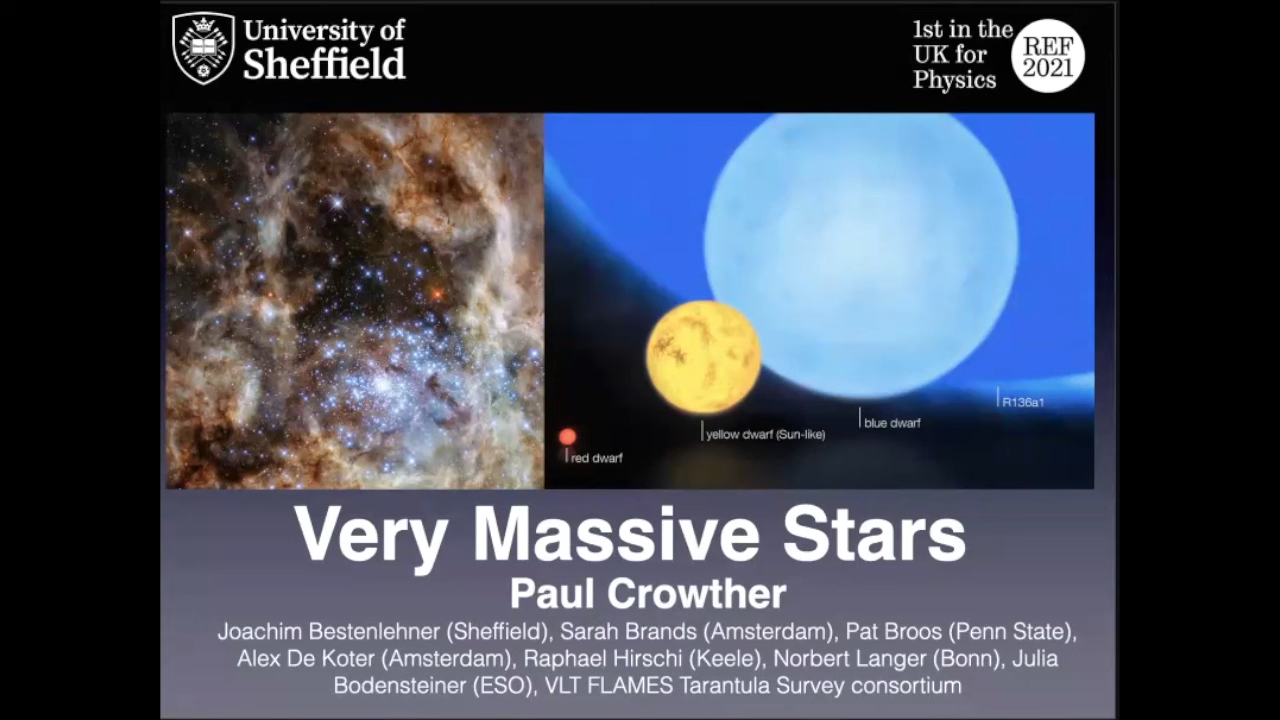 University of
Sheffield
1st in the
UK for
Physics
REF
2021
R136a1
blue dwarf
yellow dwarf (Sun-like)
red dwarf
Very Massive Stars
Paul Crowther
Joachim Bestenlehner (Sheffield), Sarah Brands (Amsterdam), Pat Broos (Penn State),
Alex De Koter (Amsterdam), Raphael Hirschi (Keele), Norbert Langer (Bonn), Julia
Bodensteiner (ESO), VLT FLAMES Tarantula Survey consortium